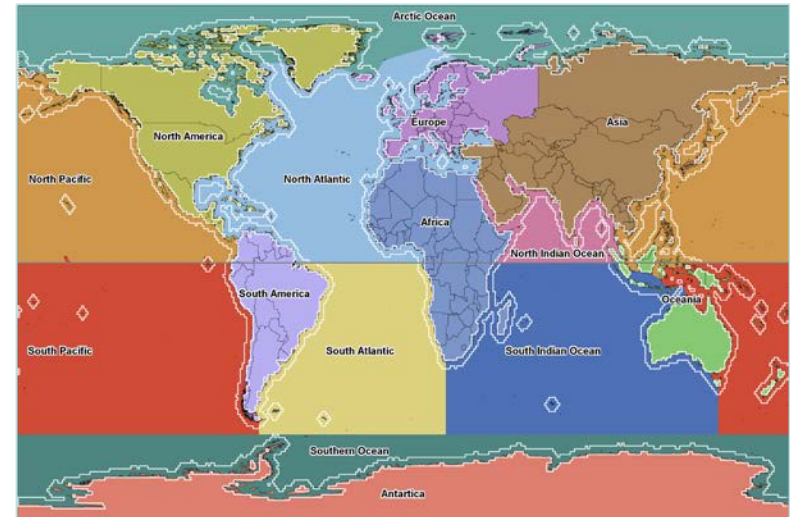 Arctic Ocean
North America
Europe
Asia
North Pacific
North Atlantic
Africa
North Indian Ocean
South America
Oceania
South Pacific
South Atlantic
South Indian Ocean
Southern Ocean
Antartica